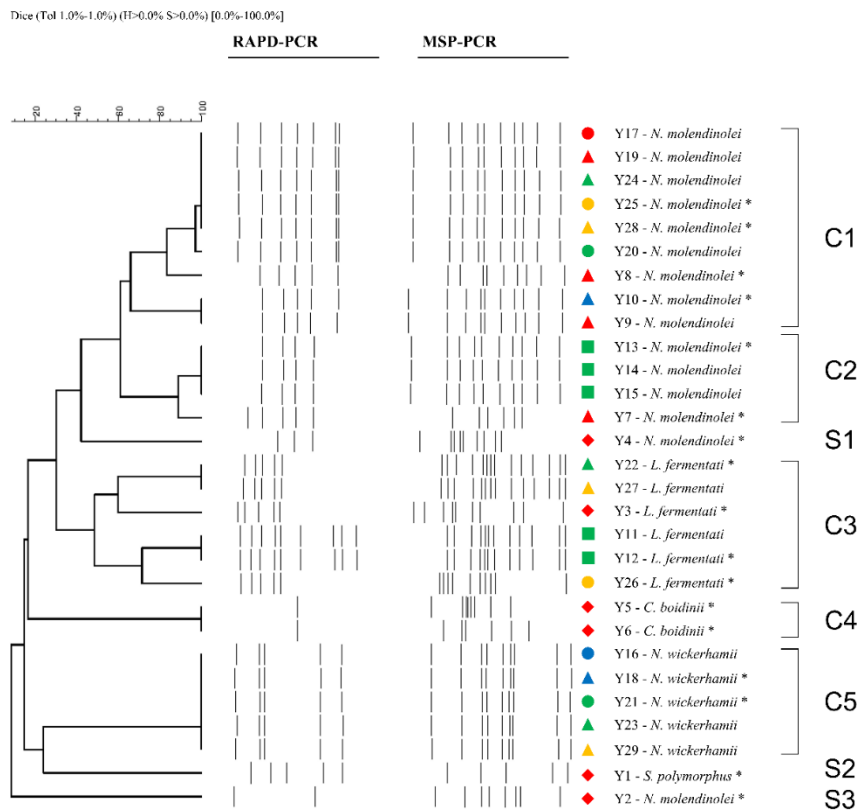 Dice (Tol 1.0%-1.0%) (H>0.0% S>0.0%) [0.0%-100.0%]
RAPD-PCR MSP-PCR
20 40 60 80 100
Y17 - N. molendinolei
Y19 - N. molendinolei
Y24 - N. molendinolei
Y25 - N. molendinolei *
Y28 - N. molendinolei *
C1
Y20 - N. molendinolei
Y8 - N. molendinolei *
Y10 - N. molendinolei *
Y9 - N. molendinolei
Y13 - N. molendinolei *
Y14 - N. molendinolei
C2
Y15 - N. molendinolei
Y7 - N. molendinolei *
Y4 - N. molendinolei * S1
Y22 - L. fermentati *
Y27 - L. fermentati
Y3 - L. fermentati *
C3
Y11 - L. fermentati
Y12 - L. fermentati *
Y26 - L. fermentati *
Y5 - C. boidinii *
C4
Y6 - C. boidinii *
Y16 - N. wickerhamii
Y18 - N. wickerhamii *
Y21 - N. wickerhamii * C5
Y23 - N. wickerhamii
Y29 - N. wickerhamii
Y1 - S. polymorphus * S2
Y2 - N. molendinolei * S3